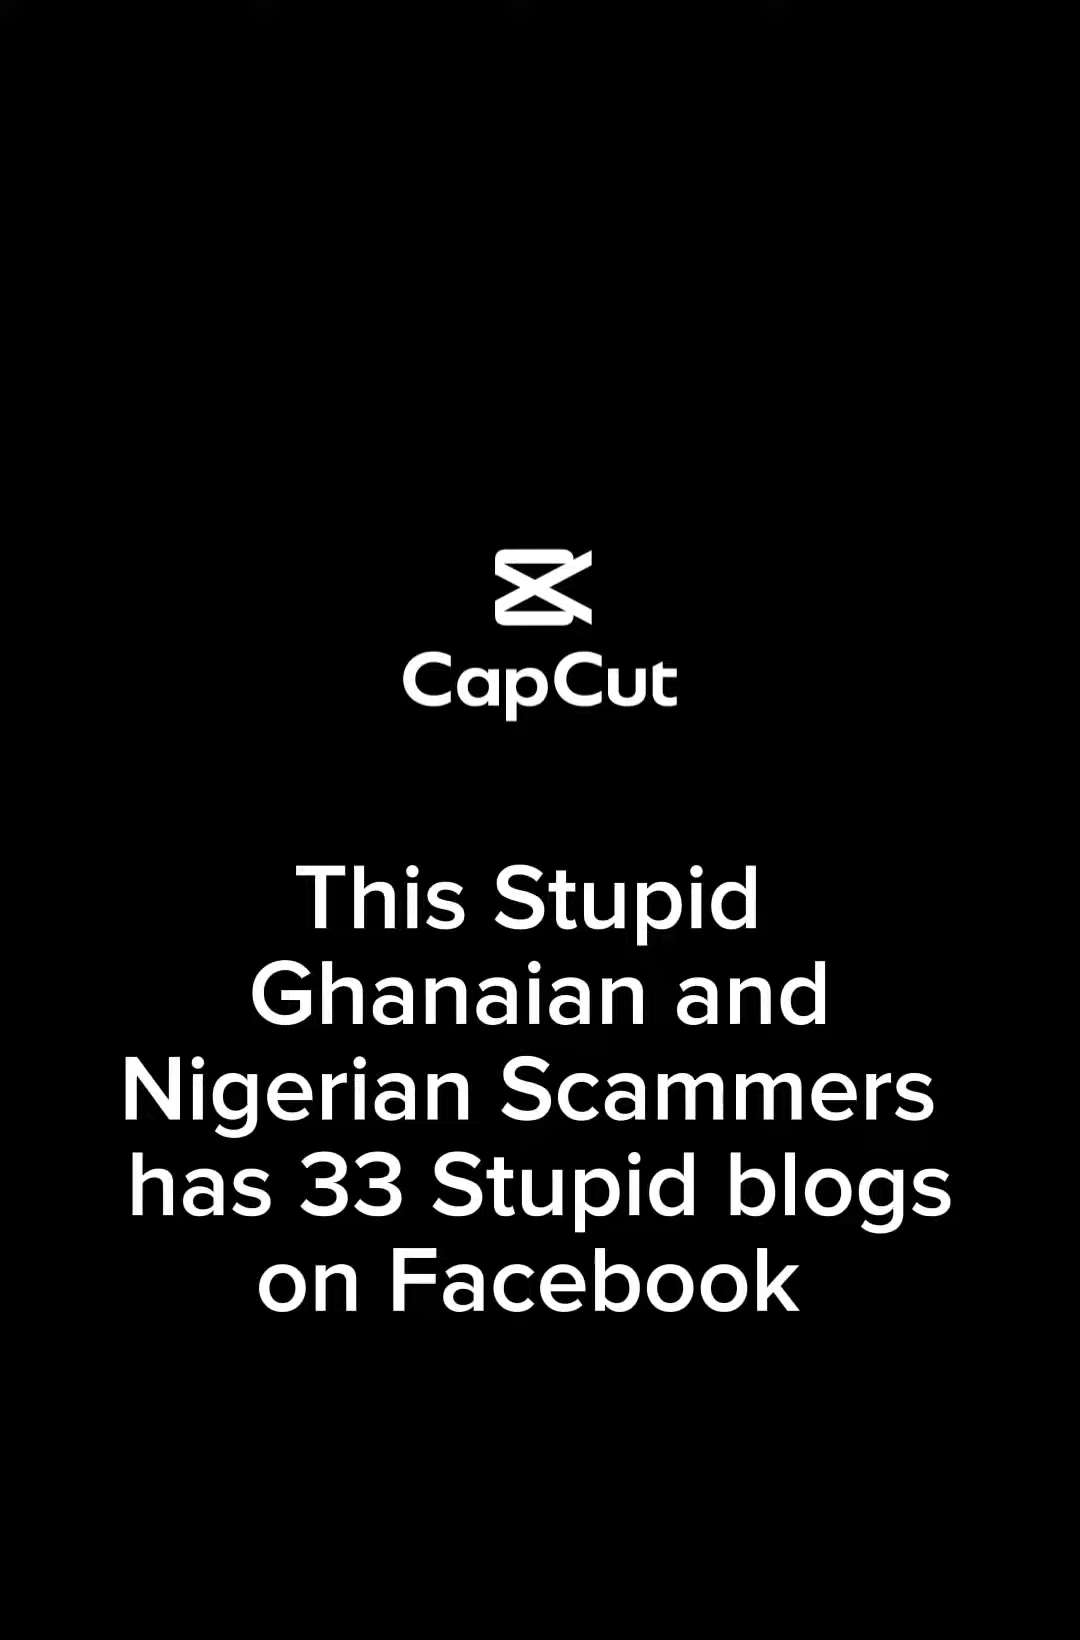 CapCut
This Stupid
Ghanaian and
Nigerian Scammers
has 33 Stupid blogs
on Facebook